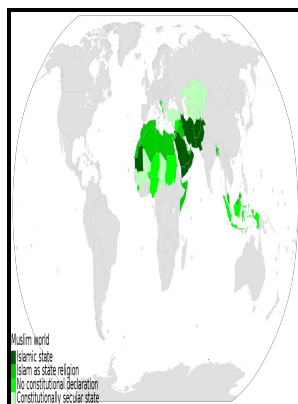 Muslim world
Islamic state
Islam as state religion
No constitutional declaration
Constitutionally secular state